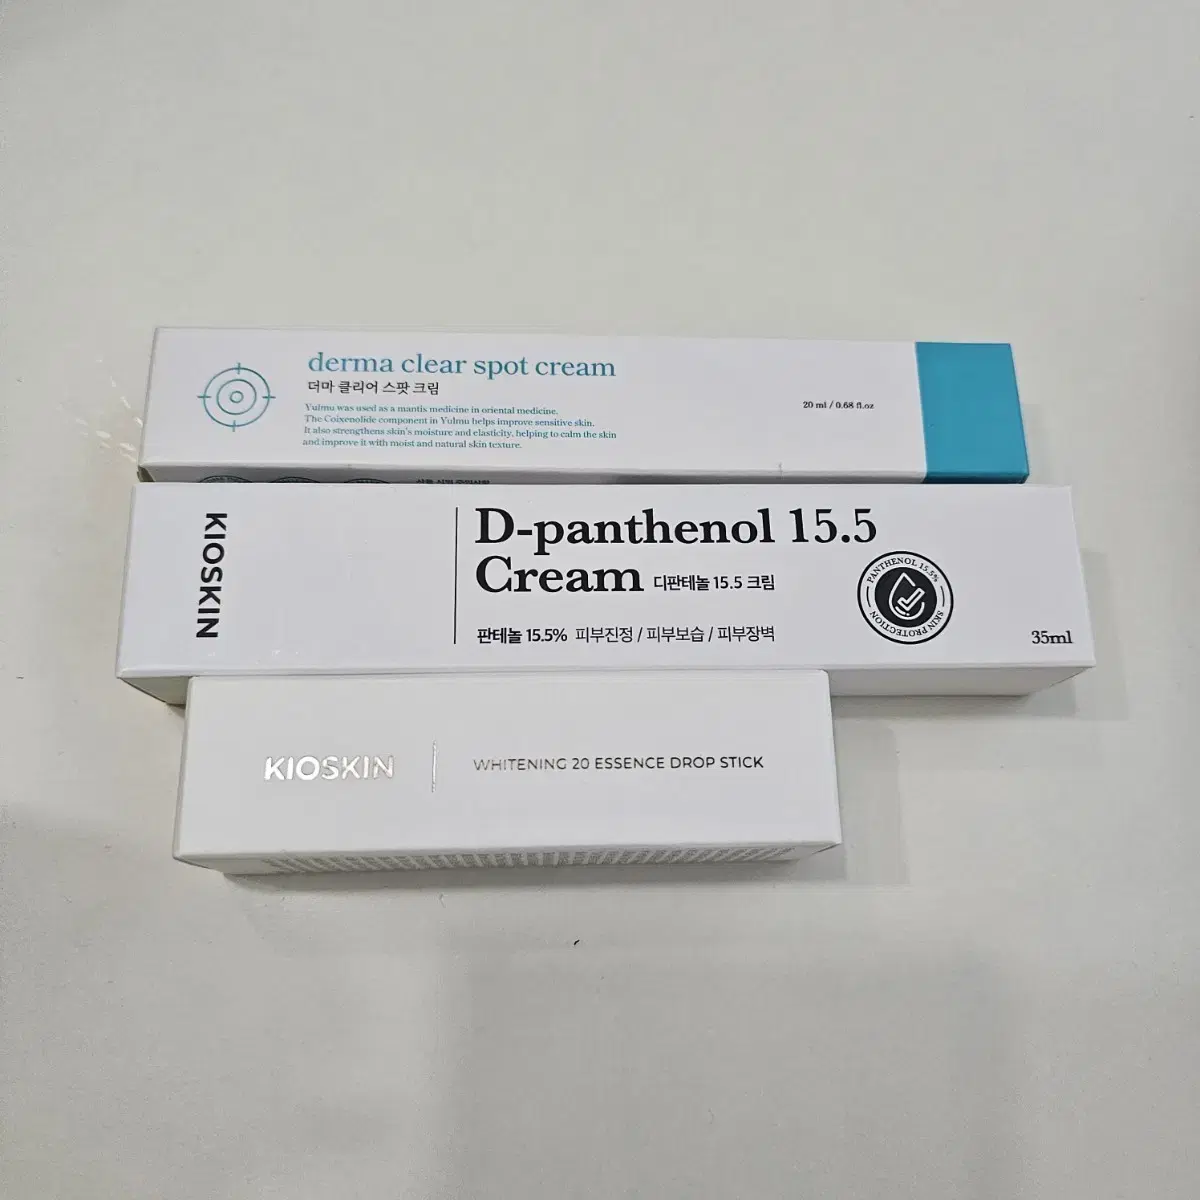 derma clear spot cream
더마 클리어 스팟 크림
Yulmu was used as a mantis medicine in oriental medicine.
The Coixenolide component in Yulmu helps improve sensitive skin.
It also strengthens skin's moisture and elasticity, helping to calm the skin
and improve it with moist and natural skin texture.
20 ml / 0.68 fl.oz
KIOSKIN
D-panthenol 15.5
Cream 디판테놀 15.5 크림
판테놀 15.5% 피부진정 / 피부보습 / 피부장벽
PANTHENOL 15.5%
SKIN PROTECTION
35ml
KIOSKIN
WHITENING 20 ESSENCE DROP STICK